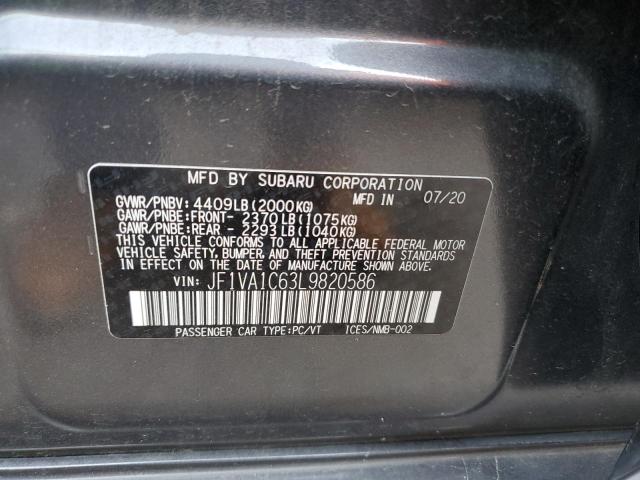 MFD BY SUBARU CORPORATION
GVWR/PNBV: 4409LB(2000KG) MFD IN 07/20
GAWR/PNBE:FRONT- 2370LB(1075KG)
GAWR/PNBE:REAR - 2293LB(1040KG)
THIS VEHICLE CONFORMS TO ALL APPLICABLE FEDERAL MOTOR
VEHICLE SAFETY, BUMPER, AND THEFT PREVENTION STANDARDS
IN EFFECT ON THE DATE OF MANUFACTURE SHOWN ABOVE.
VIN: JF1VA1C63L9820586
PASSENGER CAR TYPE:PC/VT ICES/NMB-002